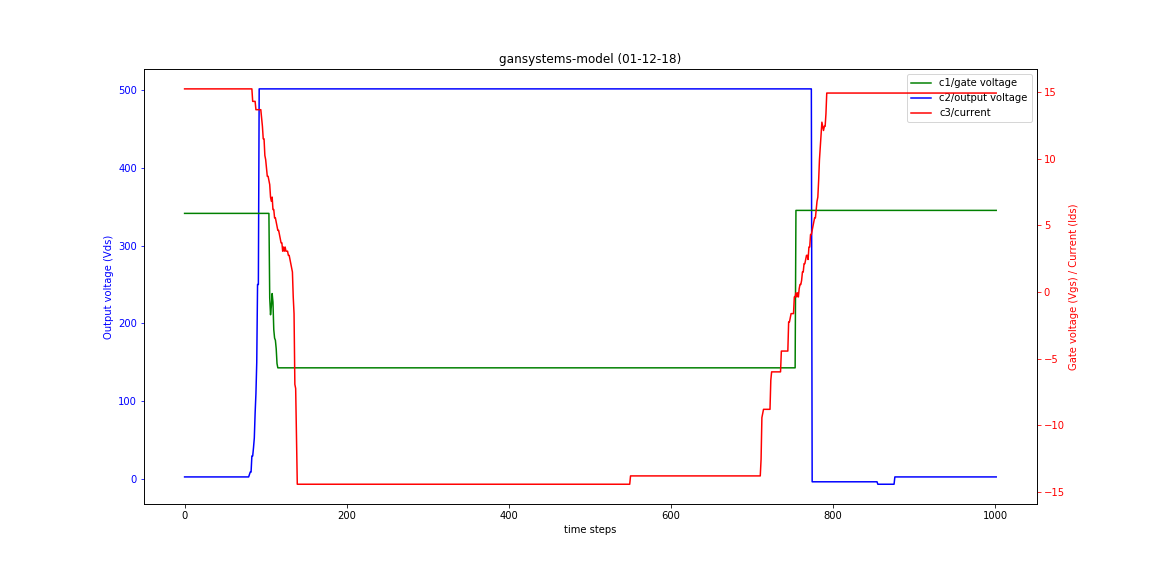 gansystems-model (01-12-18)
c1/gate voltage
c2/output voltage
c3/current
500
400
300
200
100
0
Output voltage (Vds)
15
10
5
0
−5
−10
−15
Gate voltage (Vgs) / Current (Ids)
0 200 400 600 800 1000
time steps